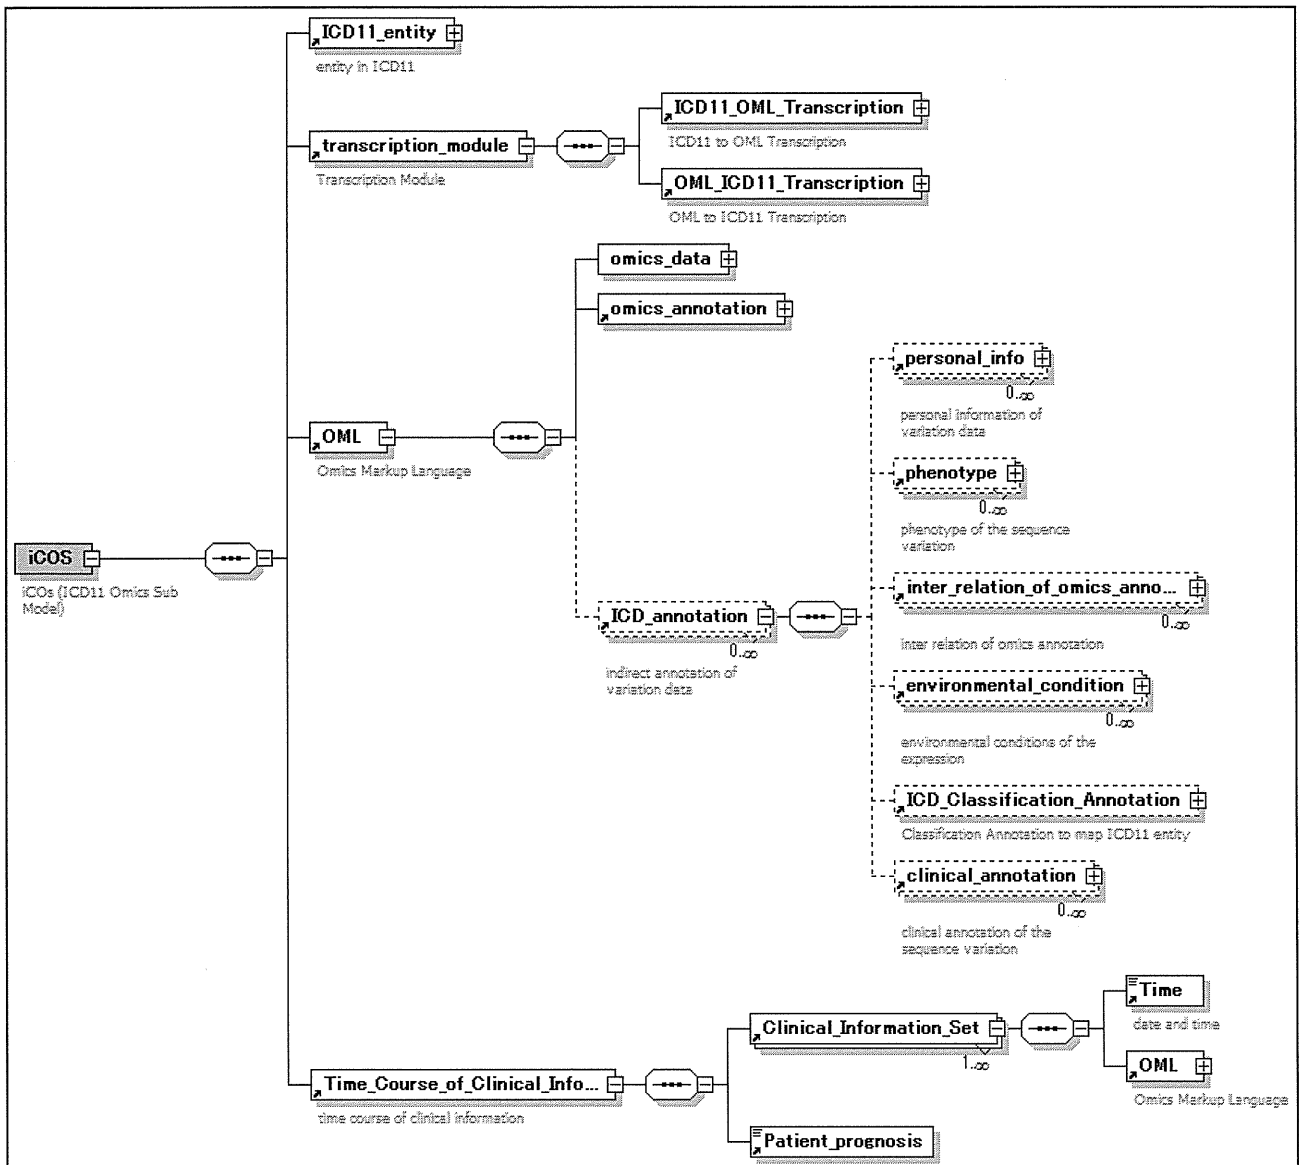 ICD11_entity
entity in ICD11
ICD11_OML_Transcription
ICD11 to OML Transcription
transcription_module
Transcription Module
OML_ICD11_Transcription
OML to ICD11 Transcription
omics_data
omics_annotation
personal_info
0..∞
personal information of
variation data
OML
Omics Markup Language
phenotype
0..∞
phenotype of the sequence
variation
iCOS
iCOs (ICD11 Omics Sub
Model)
ICD_annotation
0..∞
indirect annotation of
variation data
inter_relation_of_omics_anno...
0..∞
inter relation of omics annotation
environmental_condition
0..∞
environmental conditions of the
expression
ICD_Classification_Annotation
Classification Annotation to map ICD11 entity
clinical_annotation
0..∞
clinical annotation of the
sequence variation
Time_Course_of_Clinical_Info...
time course of clinical information
Clinical_Information_Set
1..∞
Time
date and time
OML
Omics Markup Language
Patient_prognosis